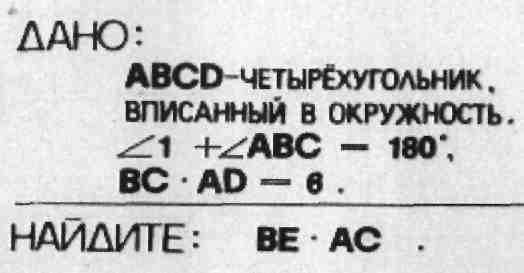 ДАНО:
ABCD-ЧЕТЫРЁХУГОЛЬНИК,
ВПИСАННЫЙ В ОКРУЖНОСТЬ.
∠1 +∠ABC = 180°,
BC · AD = 6 .
НАЙДИТЕ: BE · AC .